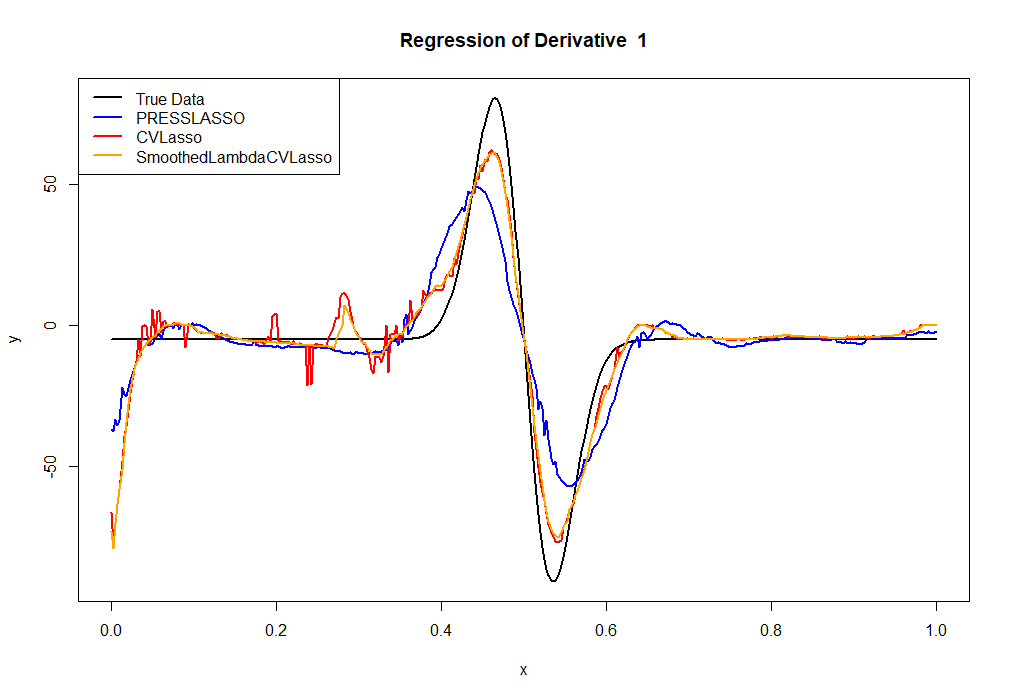 Regression of Derivative  1
True Data
PRESSLASSO
CVLasso
SmoothedLambdaCVLasso
50
0
-50
y
0.0 0.2 0.4 0.6 0.8 1.0
x